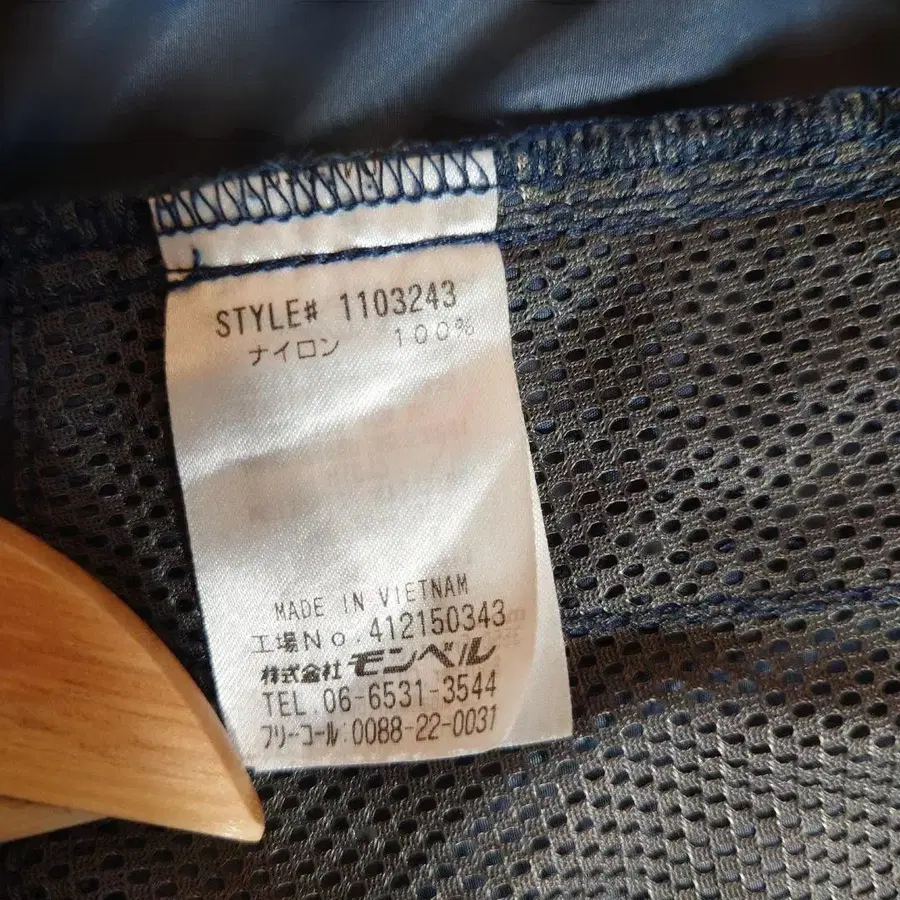 STYLE# 1103243
ナイロン 100%
MADE IN VIETNAM
工場No.412150343
株式会社モンベル
TEL 06-6531-3544
フリーコール:0088-22-0031